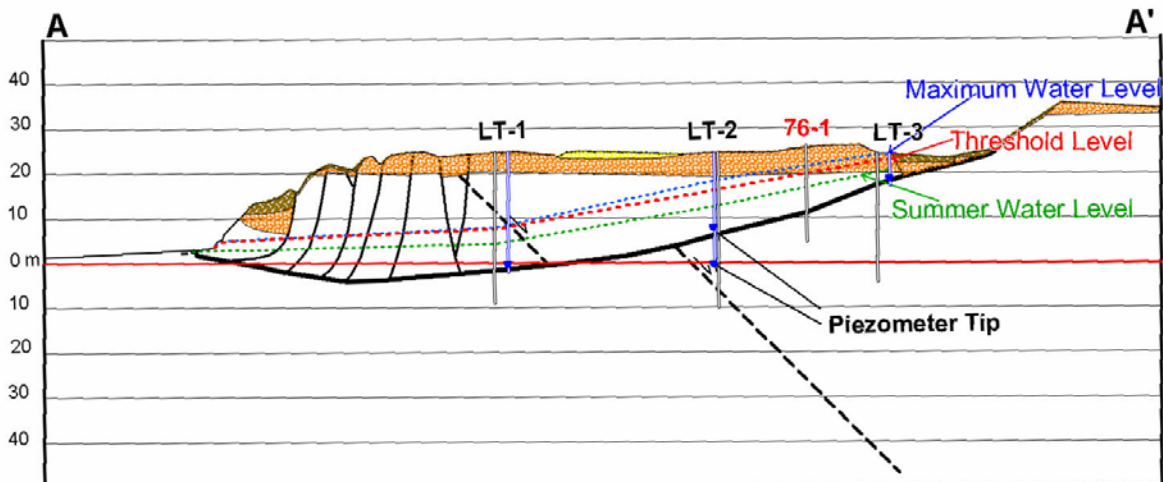 A
A'
40
30
20
10
0 m
10
20
30
40
LT-1
LT-2
76-1
LT-3
Maximum Water Level
Threshold Level
Summer Water Level
Piezometer Tip